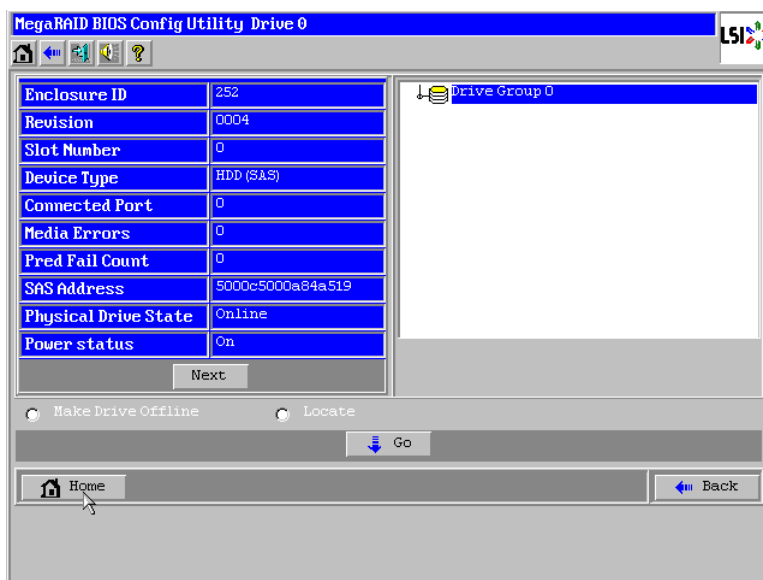 MegaRAID BIOS Config Utility Drive 0
LSI
Enclosure ID 252
Revision 0004
Slot Number 0
Device Type HDD (SAS)
Connected Port 0
Media Errors 0
Pred Fail Count 0
SAS Address 5000c5000a84a519
Physical Drive State Online
Power status On
Next
Drive Group 0
Make Drive Offline Locate
Go
Home Back